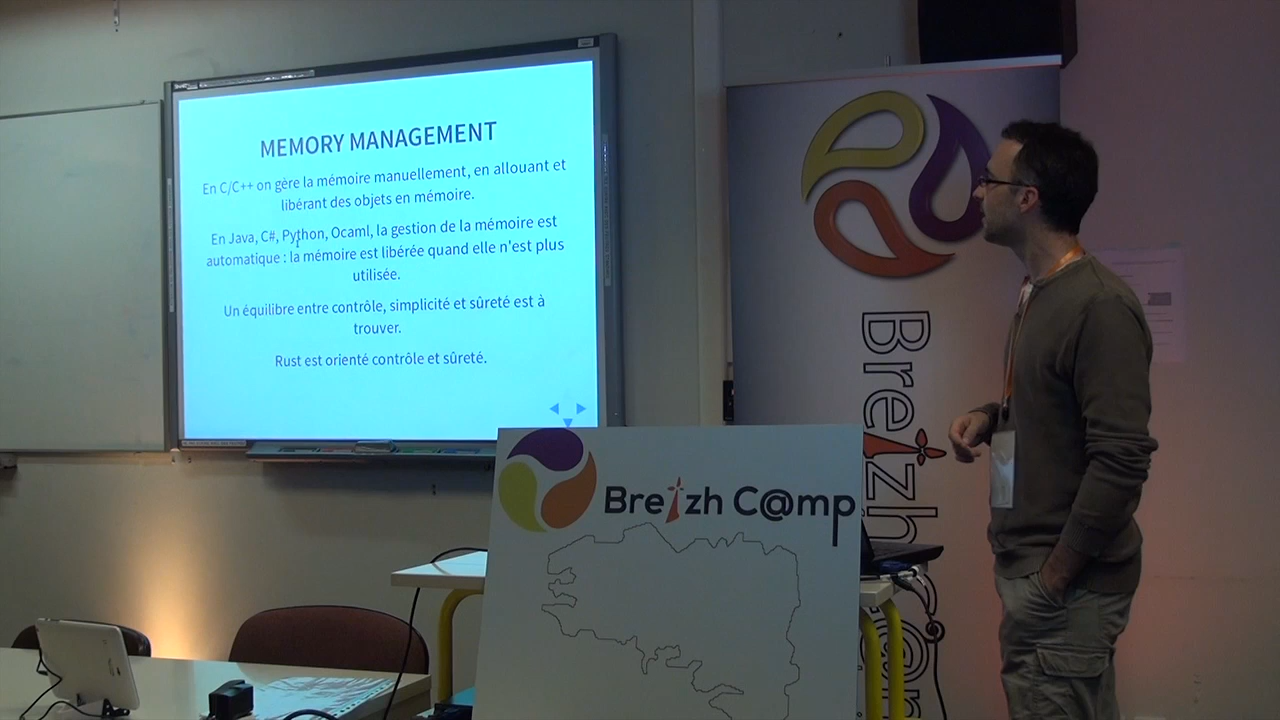 MEMORY MANAGEMENT
En C/C++ on gère la mémoire manuellement, en allouant et
libérant des objets en mémoire.
En Java, C#, Python, Ocaml, la gestion de la mémoire est
automatique : la mémoire est libérée quand elle n'est plus
utilisée.
Un équilibre entre contrôle, simplicité et sûreté est à
trouver.
Rust est orienté contrôle et sûreté.
Breizh C@mp
Breizh